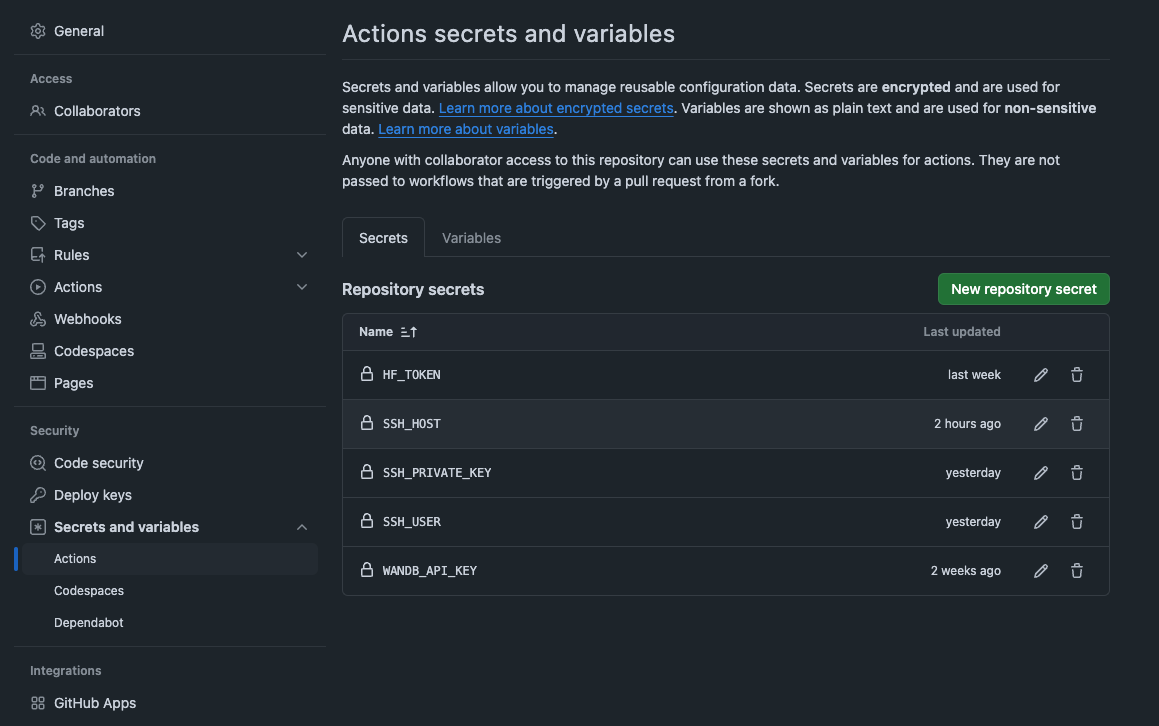 General
Access
Collaborators
Code and automation
Branches
Tags
Rules
Actions
Webhooks
Codespaces
Pages
Security
Code security
Deploy keys
Secrets and variables
Actions
Codespaces
Dependabot
Integrations
GitHub Apps
Actions secrets and variables
Secrets and variables allow you to manage reusable configuration data. Secrets are encrypted and are used for
sensitive data. Learn more about encrypted secrets. Variables are shown as plain text and are used for non-sensitive
data. Learn more about variables.
Anyone with collaborator access to this repository can use these secrets and variables for actions. They are not
passed to workflows that are triggered by a pull request from a fork.
Secrets Variables
Repository secrets New repository secret
Name Last updated
HF_TOKEN last week
SSH_HOST 2 hours ago
SSH_PRIVATE_KEY yesterday
SSH_USER yesterday
WANDB_API_KEY 2 weeks ago